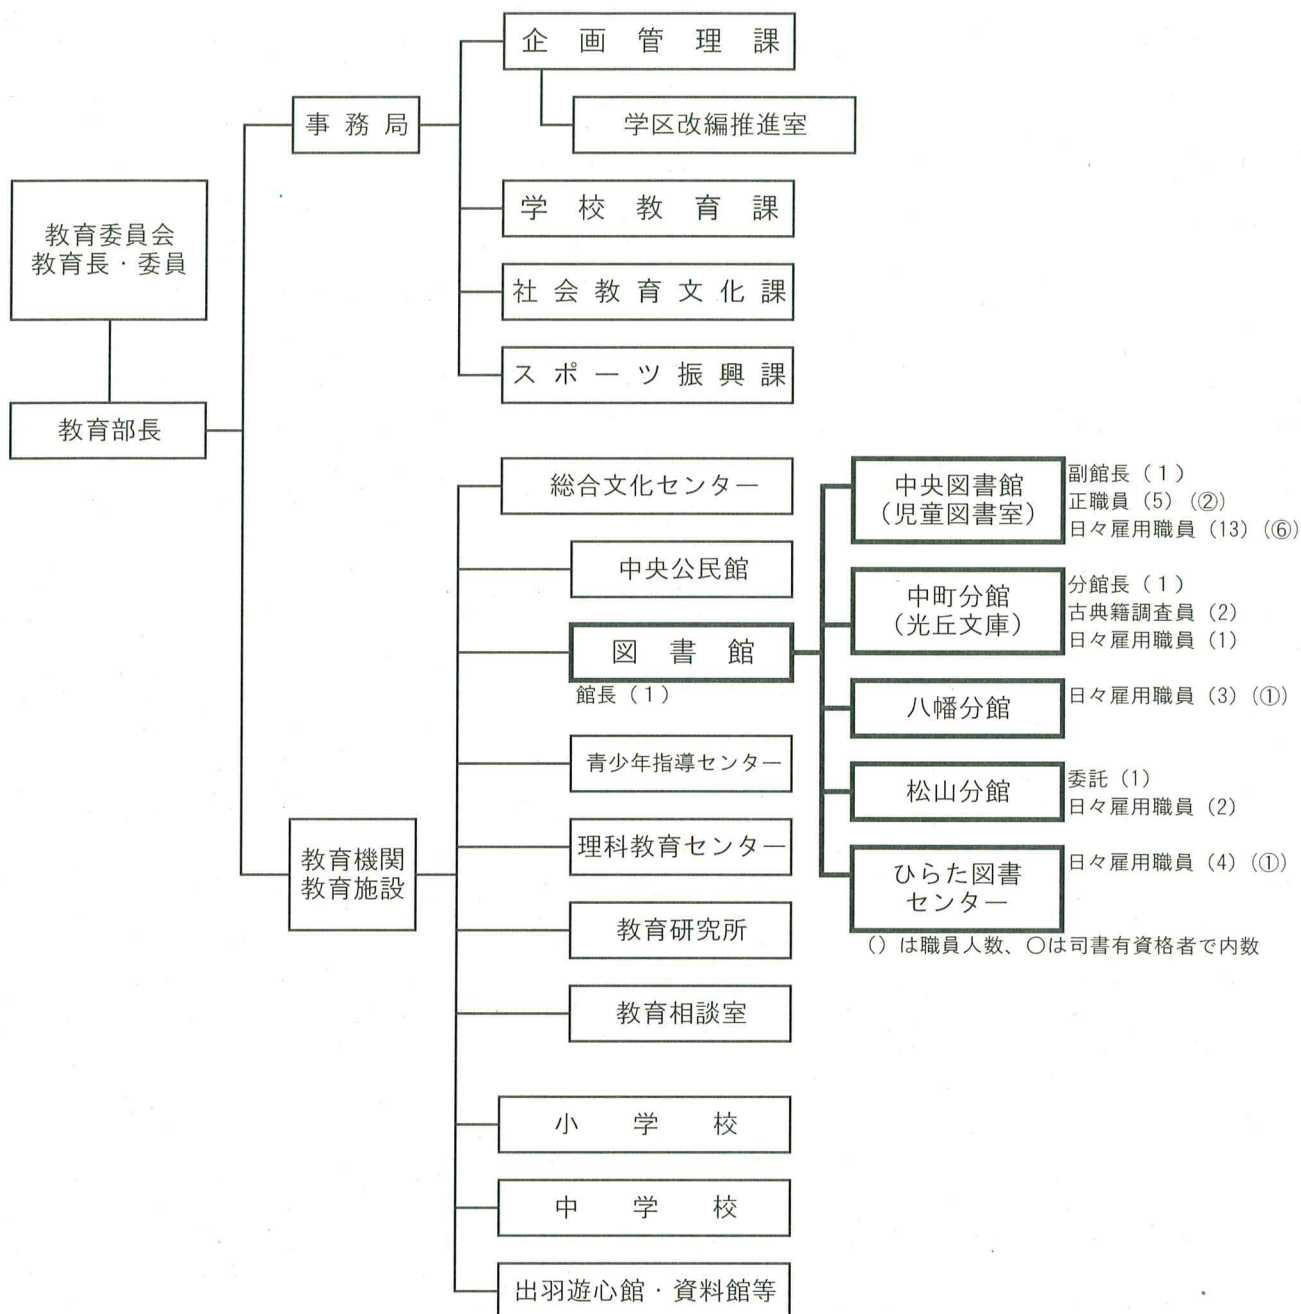 教育委員会
教育長・委員
教育部長
事務局
企画管理課
学区改編推進室
学校教育課
社会教育文化課
スポーツ振興課
教育機関
教育施設
総合文化センター
中央公民館
図書館
館長（1）
青少年指導センター
理科教育センター
教育研究所
教育相談室
小学校
中学校
出羽遊心館・資料館等
中央図書館
（児童図書室）
副館長（1）
正職員（5）（②）
日々雇用職員（13）（⑥）
中町分館
（光丘文庫）
分館長（1）
古典籍調査員（2）
日々雇用職員（1）
八幡分館
日々雇用職員（3）（①）
松山分館
委託（1）
日々雇用職員（2）
ひらた図書
センター
日々雇用職員（4）（①）
（）は職員人数、〇は司書有資格者で内数